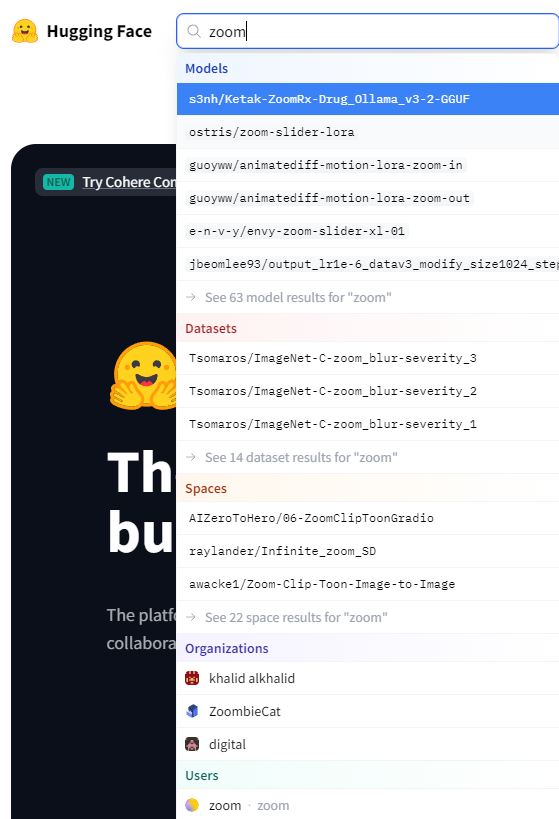 Hugging Face
zoom
Models
s3nh/Ketak-ZoomRx-Drug_Ollama_v3-2-GGUF
ostris/zoom-slider-lora
guoyww/animatediff-motion-lora-zoom-in
guoyww/animatediff-motion-lora-zoom-out
e-n-v-y/envy-zoom-slider-xl-01
jbeomlee93/output_lr1e-6_datav3_modify_size1024_step
→ See 63 model results for "zoom"
Datasets
Tsomaros/ImageNet-C-zoom_blur-severity_3
Tsomaros/ImageNet-C-zoom_blur-severity_2
Tsomaros/ImageNet-C-zoom_blur-severity_1
→ See 14 dataset results for "zoom"
Spaces
AIZeroToHero/06-ZoomClipToonGradio
raylander/Infinite_zoom_SD
awacke1/Zoom-Clip-Toon-Image-to-Image
→ See 22 space results for "zoom"
Organizations
khalid alkhalid
ZoombieCat
digital
Users
zoom · zoom
NEW Try Cohere Com
Th
bu
The platfo
collabora